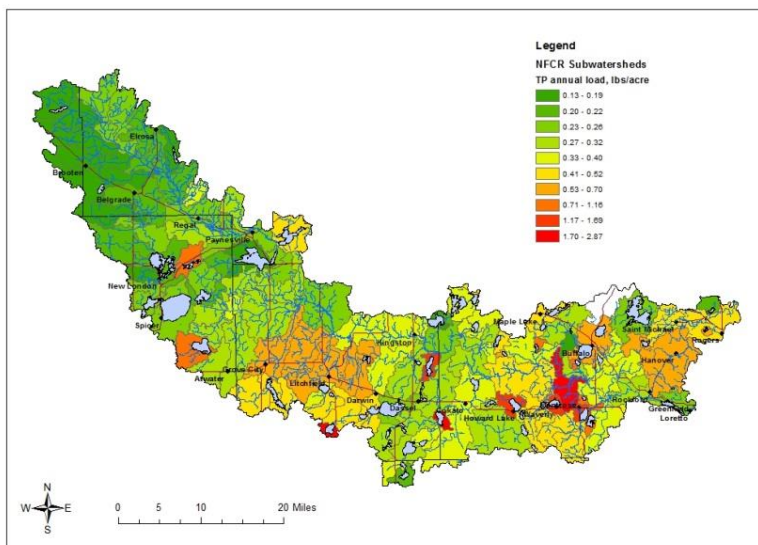 Legend
NFCR Subwatersheds
TP annual load, lbs/acre
0.13 - 0.19
0.20 - 0.22
0.23 - 0.26
0.27 - 0.32
0.33 - 0.40
0.41 - 0.52
0.53 - 0.70
0.71 - 1.16
1.17 - 1.69
1.70 - 2.87
Elrosa
Brooten
Belgrade
Regal
Paynesville
New London
Spicer
Maple Lake
Saint Michael
Rogers
Kingston
Buffalo
Hanover
Grove City
Atwater
Litchfield
Darwin
Dassel
Cokato
Howard Lake
Waverly
Rockford
Greenfield
Loretto
N
W E
S
0 5 10 20 Miles